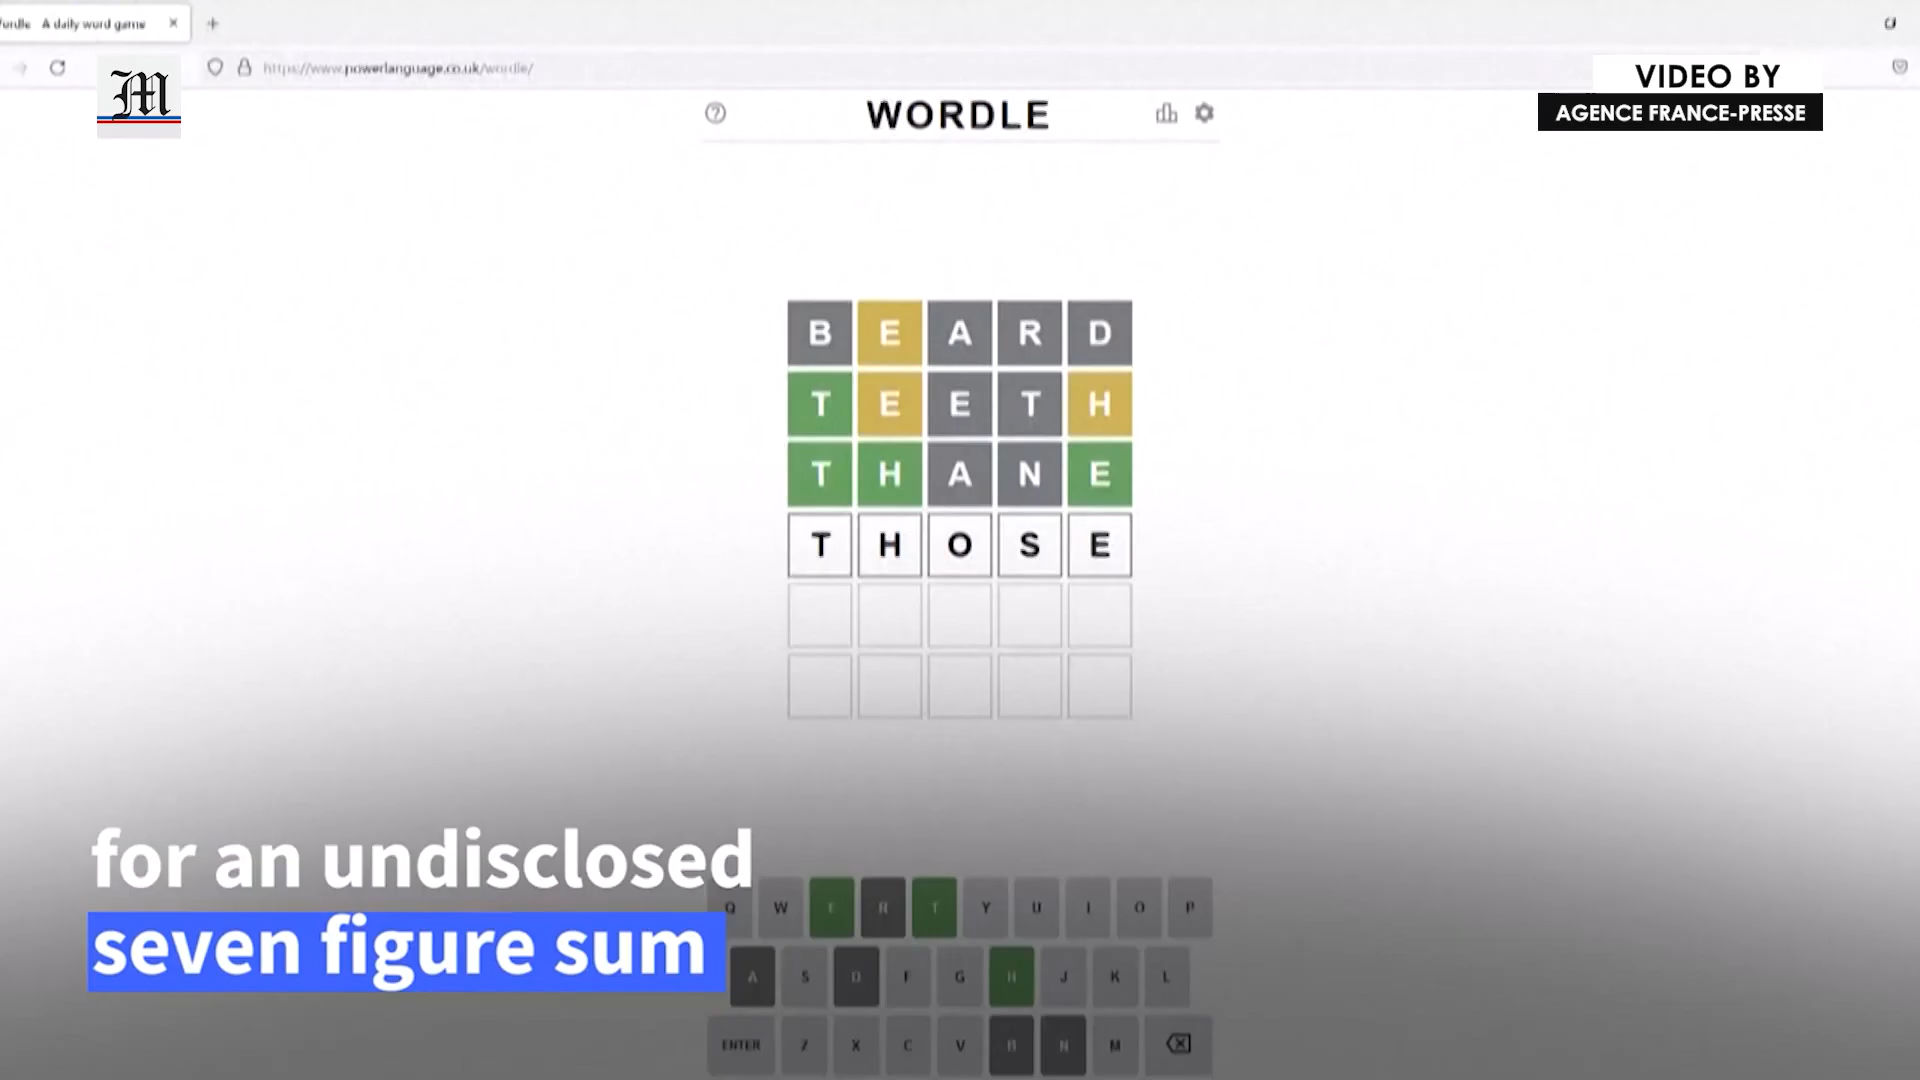 Wordle A daily word game
https://www.powerlanguage.co.uk/wordle/
M
VIDEO BY
AGENCE FRANCE-PRESSE
WORDLE
B E A R D
T E E T H
T H A N E
T H O S E
for an undisclosed
seven figure sum
Q W E R T Y U I O P
A S D F G H J K L
ENTER Z X C V B N M